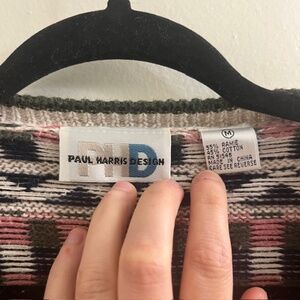 PHD
PAUL HARRIS DESIGN
M
55% RAMIE
45% COTTON
MADE IN CHINA
CARE SEE REVERSE